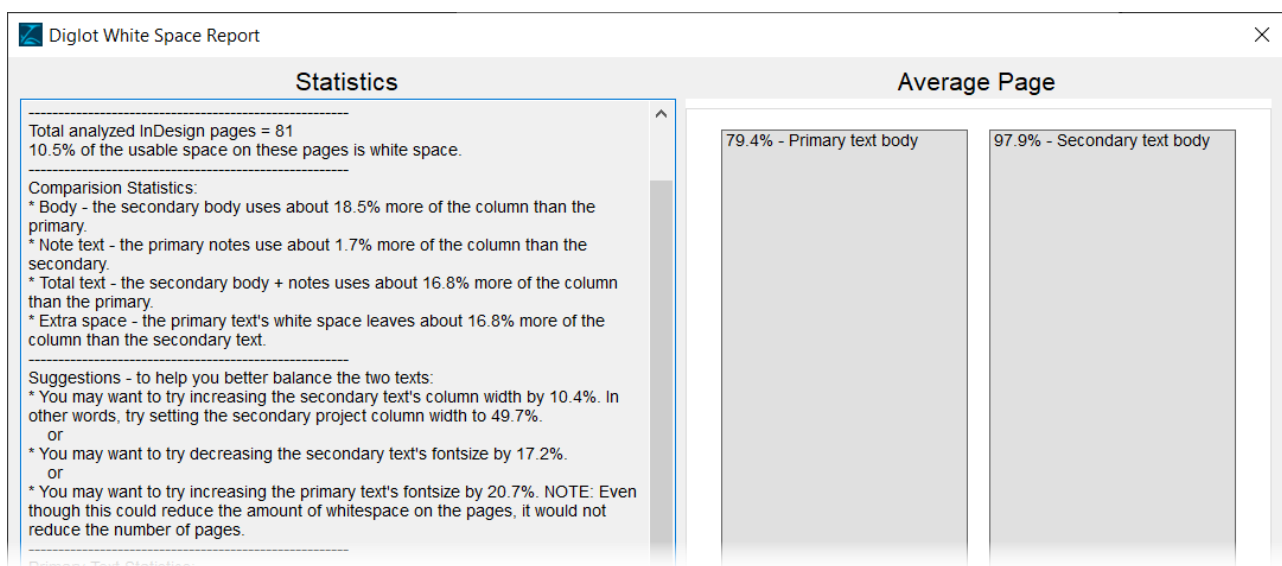 Diglot White Space Report
Statistics
-----------------------------------------------------
Total analyzed InDesign pages = 81
10.5% of the usable space on these pages is white space.
-----------------------------------------------------
Comparision Statistics:
* Body - the secondary body uses about 18.5% more of the column than the
primary.
* Note text - the primary notes use about 1.7% more of the column than the
secondary.
* Total text - the secondary body + notes uses about 16.8% more of the column
than the primary.
* Extra space - the primary text's white space leaves about 16.8% more of the
column than the secondary text.
-----------------------------------------------------
Suggestions - to help you better balance the two texts:
* You may want to try increasing the secondary text's column width by 10.4%. In
other words, try setting the secondary project column width to 49.7%.
or
* You may want to try decreasing the secondary text's fontsize by 17.2%.
or
* You may want to try increasing the primary text's fontsize by 20.7%. NOTE: Even
though this could reduce the amount of whitespace on the pages, it would not
reduce the number of pages.
-----------------------------------------------------
Primary Text Statistics:
Average Page
79.4% - Primary text body
97.9% - Secondary text body